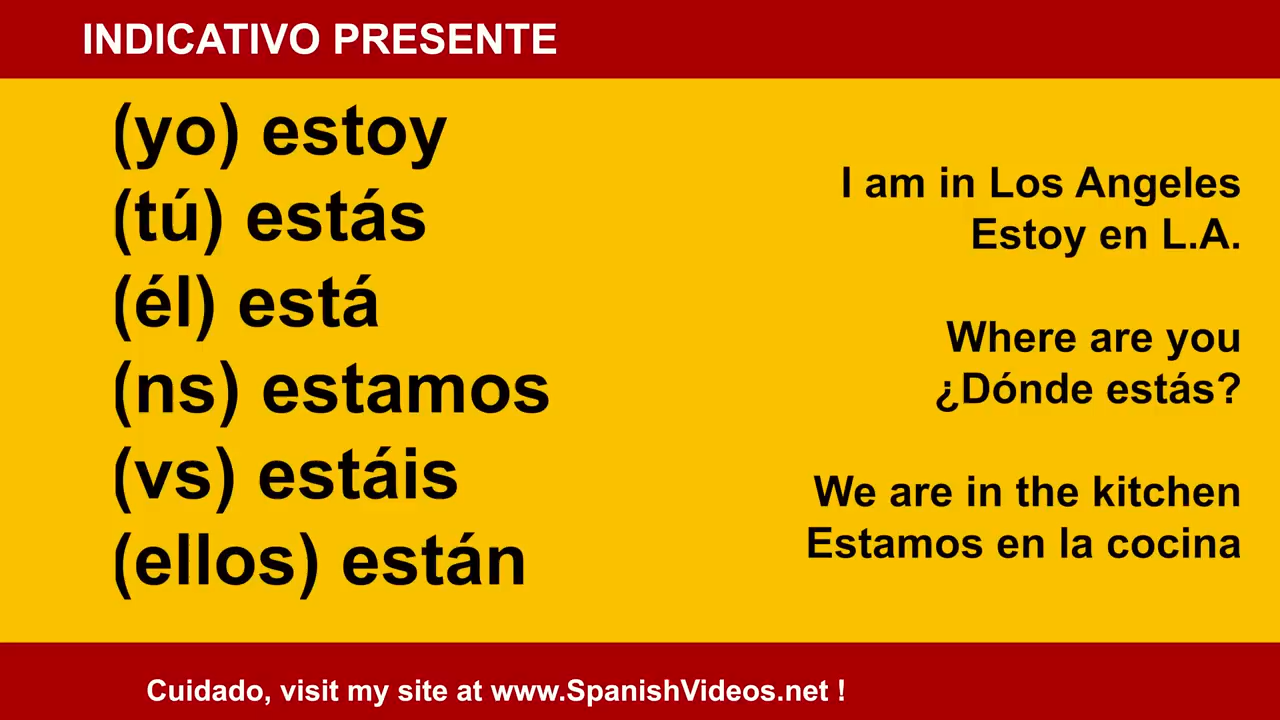 INDICATIVO PRESENTE
(yo) estoy
(tú) estás
(él) está
(ns) estamos
(vs) estáis
(ellos) están
I am in Los Angeles
Estoy en L.A.
Where are you
¿Dónde estás?
We are in the kitchen
Estamos en la cocina
Cuidado, visit my site at www.SpanishVideos.net !